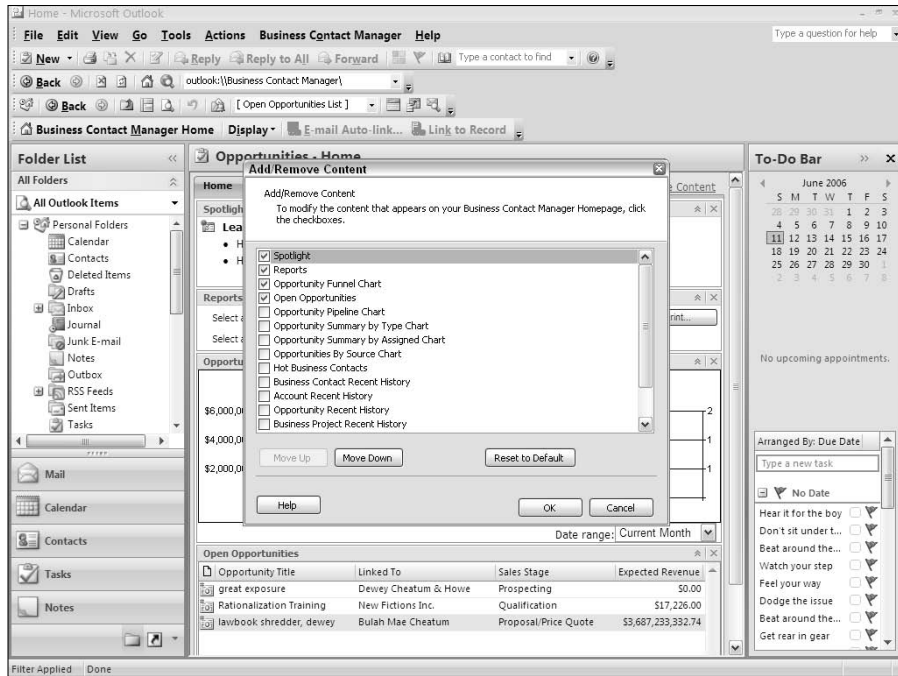 Home - Microsoft Outlook
File Edit View Go Tools Actions Business Contact Manager Help
Type a question for help
New Reply Reply to All Forward Type a contact to find
Back outlook:\\Business Contact Manager\
Back [ Open Opportunities List ]
Business Contact Manager Home Display E-mail Auto-link... Link to Record
Folder List
All Folders
All Outlook Items
Personal Folders
Calendar
Contacts
Deleted Items
Drafts
Inbox
Journal
Junk E-mail
Notes
Outbox
RSS Feeds
Sent Items
Tasks
Mail
Calendar
Contacts
Tasks
Notes
Opportunities - Home
Home
Content
Spotligh
Lea
• H
• H
Reports
Select a
rint...
Select a
Opportu
$6,000,0
$4,000,0
$2,000,0
2
1
1
Add/Remove Content
Add/Remove Content
To modify the content that appears on your Business Contact Manager Homepage, click
the checkboxes.
Spotlight
Reports
Opportunity Funnel Chart
Open Opportunities
Opportunity Pipeline Chart
Opportunity Summary by Type Chart
Opportunity Summary by Assigned Chart
Opportunities By Source Chart
Hot Business Contacts
Business Contact Recent History
Account Recent History
Opportunity Recent History
Business Project Recent History
Move Up Move Down Reset to Default
Help OK Cancel
Date range: Current Month
Open Opportunities
Opportunity Title Linked To Sales Stage Expected Revenue
great exposure Dewey Cheatum & Howe Prospecting $0.00
Rationalization Training New Fictions Inc. Qualification $17,226.00
lawbook shredder, dewey Bulah Mae Cheatum Proposal/Price Quote $3,687,233,332.74
To-Do Bar
June 2006
S M T W T F S
28 29 30 31 1 2 3
4 5 6 7 8 9 10
11 12 13 14 15 16 17
18 19 20 21 22 23 24
25 26 27 28 29 30 1
2 3 4 5 6 7 8
No upcoming appointments.
Arranged By: Due Date
Type a new task
No Date
Hear it for the boy
Don't sit under t...
Beat around the...
Watch your step
Feel your way
Dodge the issue
Beat around the...
Get rear in gear
Filter Applied Done